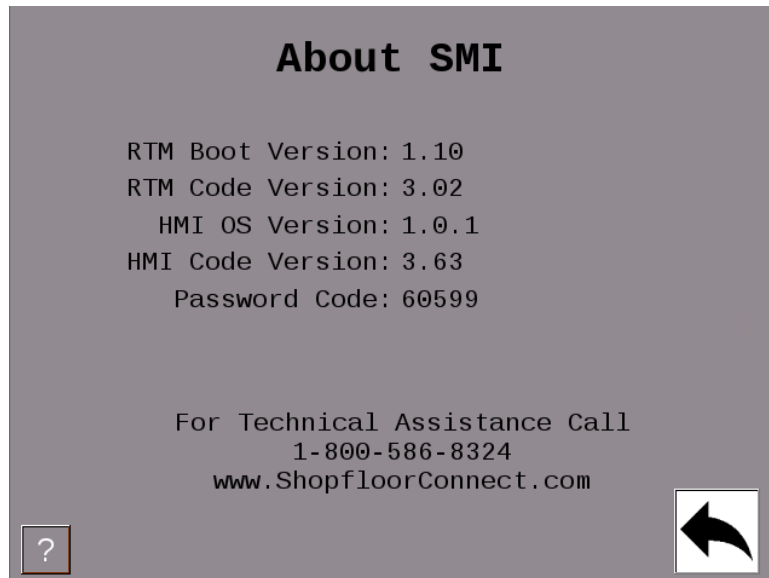 About SMI
RTM Boot Version: 1.10
RTM Code Version: 3.02
HMI OS Version: 1.0.1
HMI Code Version: 3.63
Password Code: 60599
For Technical Assistance Call
1-800-586-8324
www.ShopfloorConnect.com
?